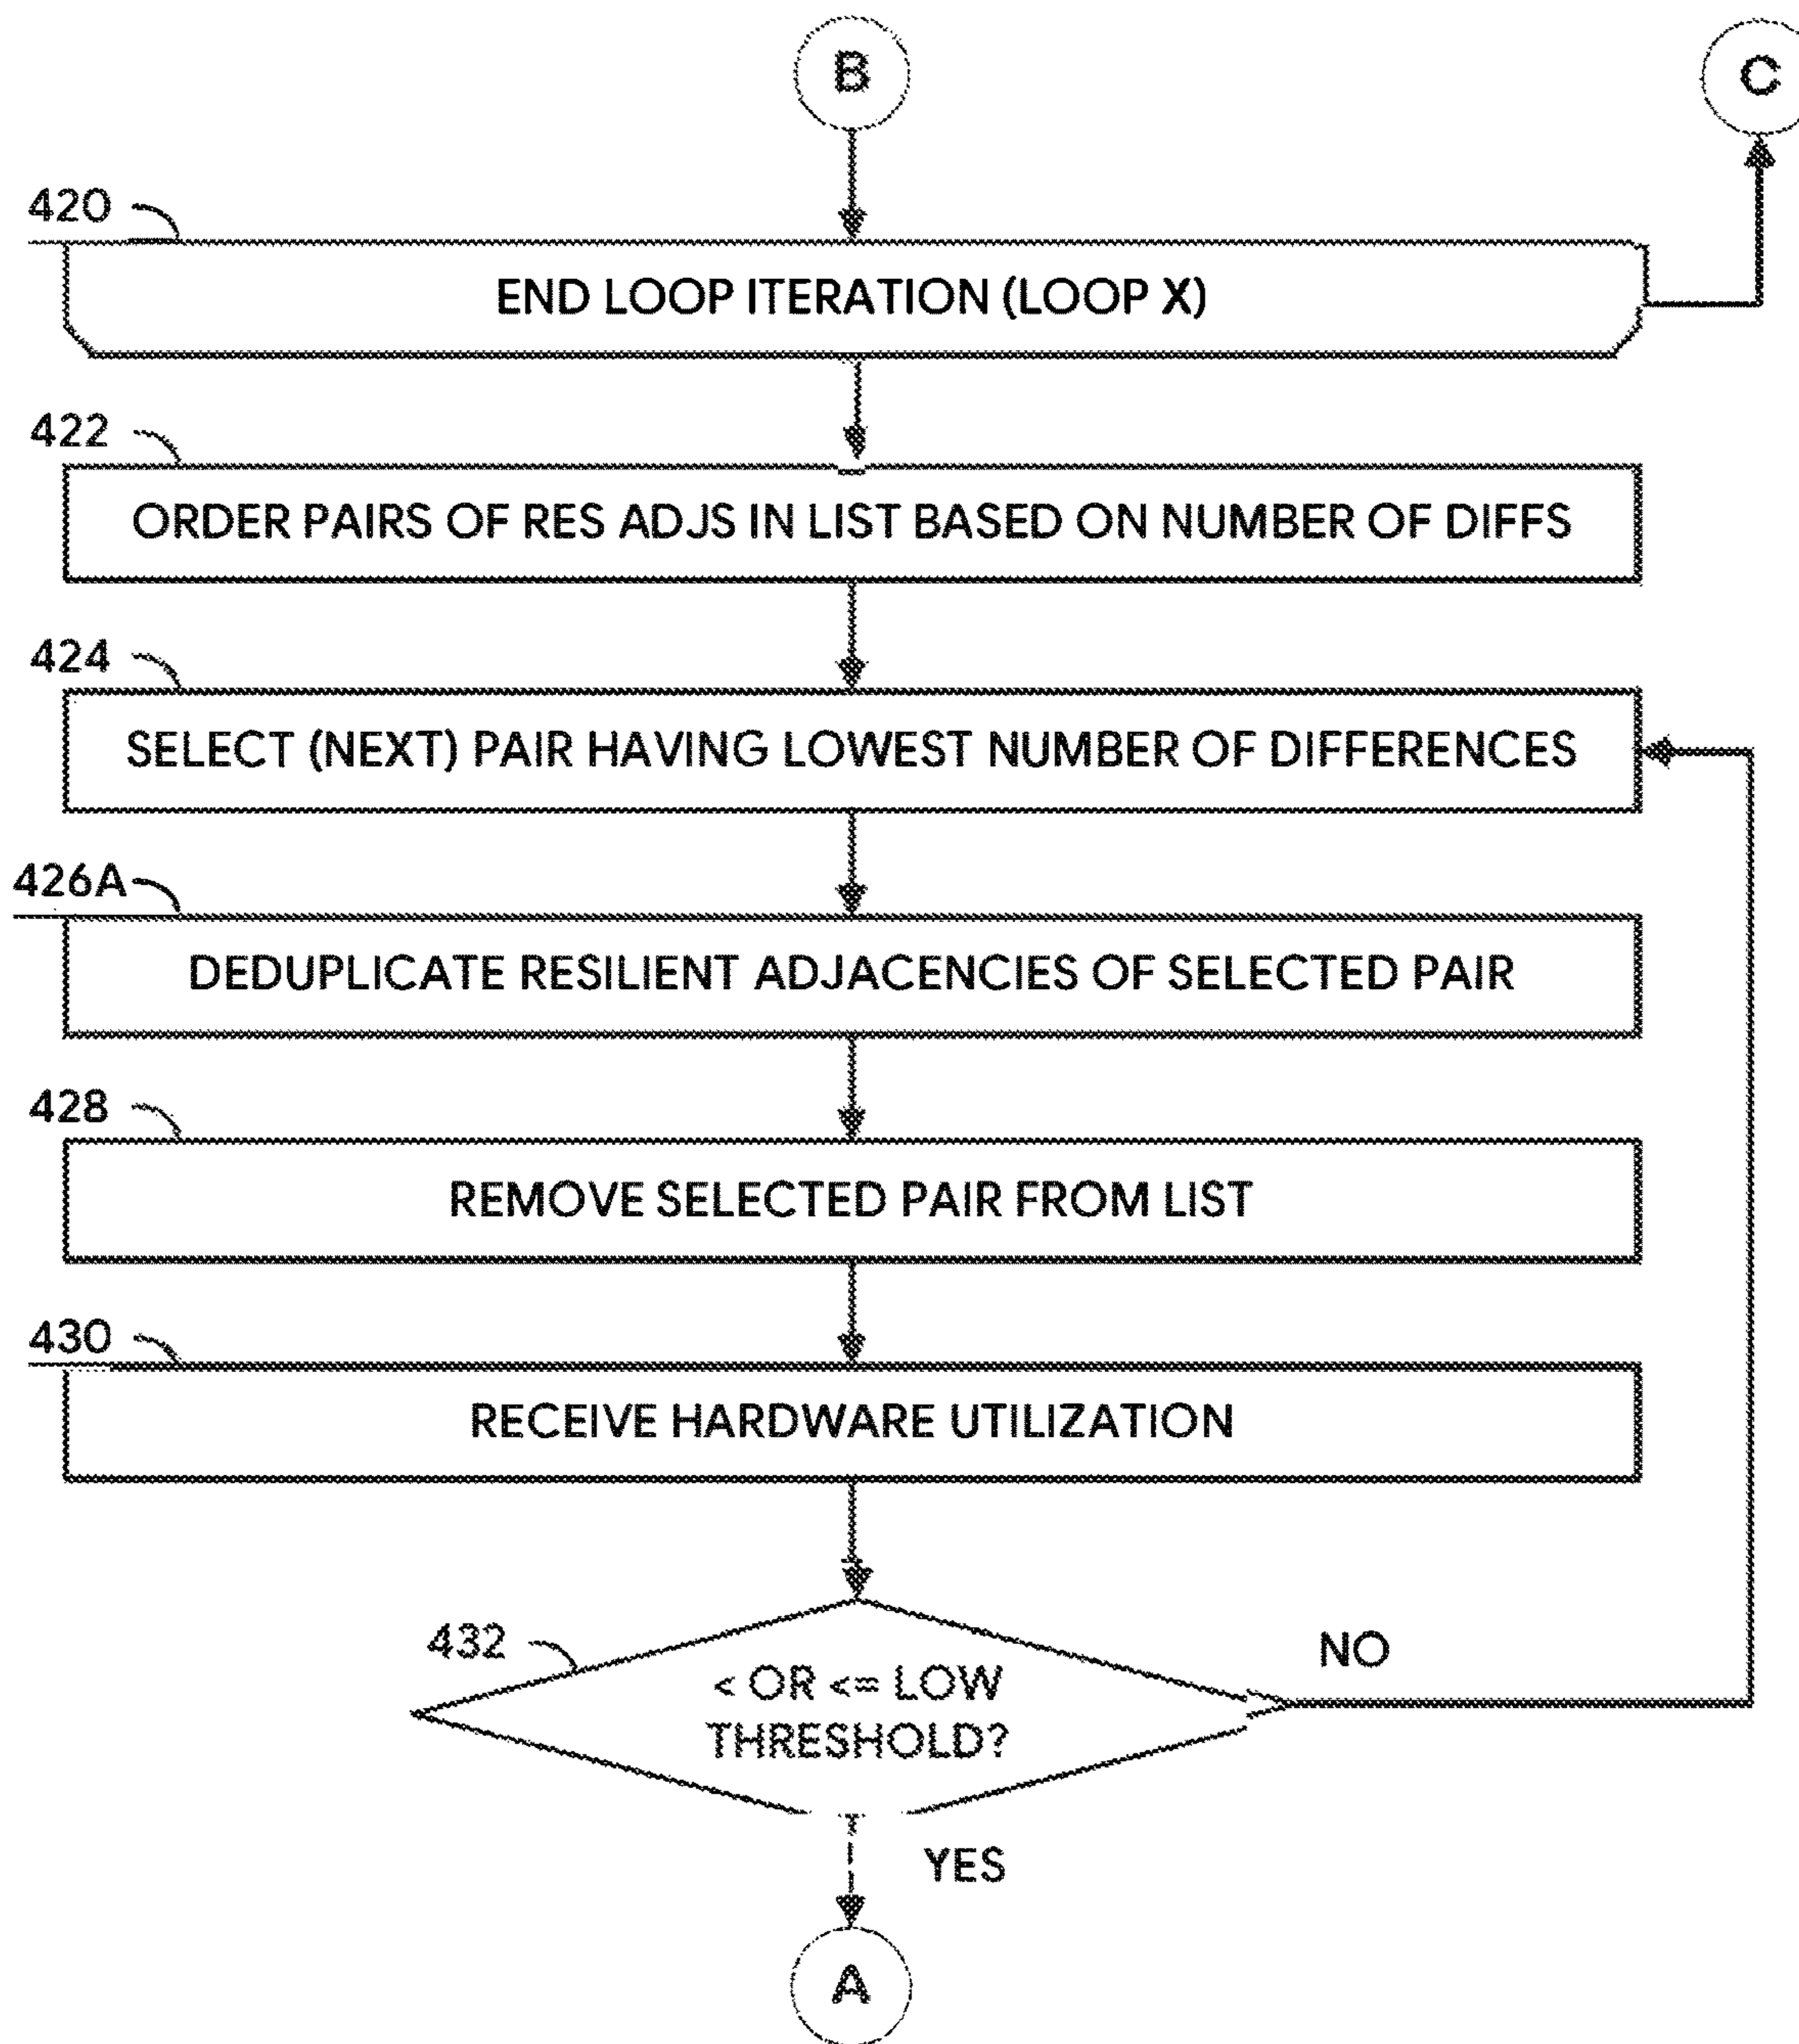 B
C
420
END LOOP ITERATION (LOOP X)
422
ORDER PAIRS OF RES ADJS IN LIST BASED ON NUMBER OF DIFFS
424
SELECT (NEXT) PAIR HAVING LOWEST NUMBER OF DIFFERENCES
426A
DEDUPLICATE RESILIENT ADJACENCIES OF SELECTED PAIR
428
REMOVE SELECTED PAIR FROM LIST
430
RECEIVE HARDWARE UTILIZATION
432
NO
< OR <= LOW
THRESHOLD?
YES
A